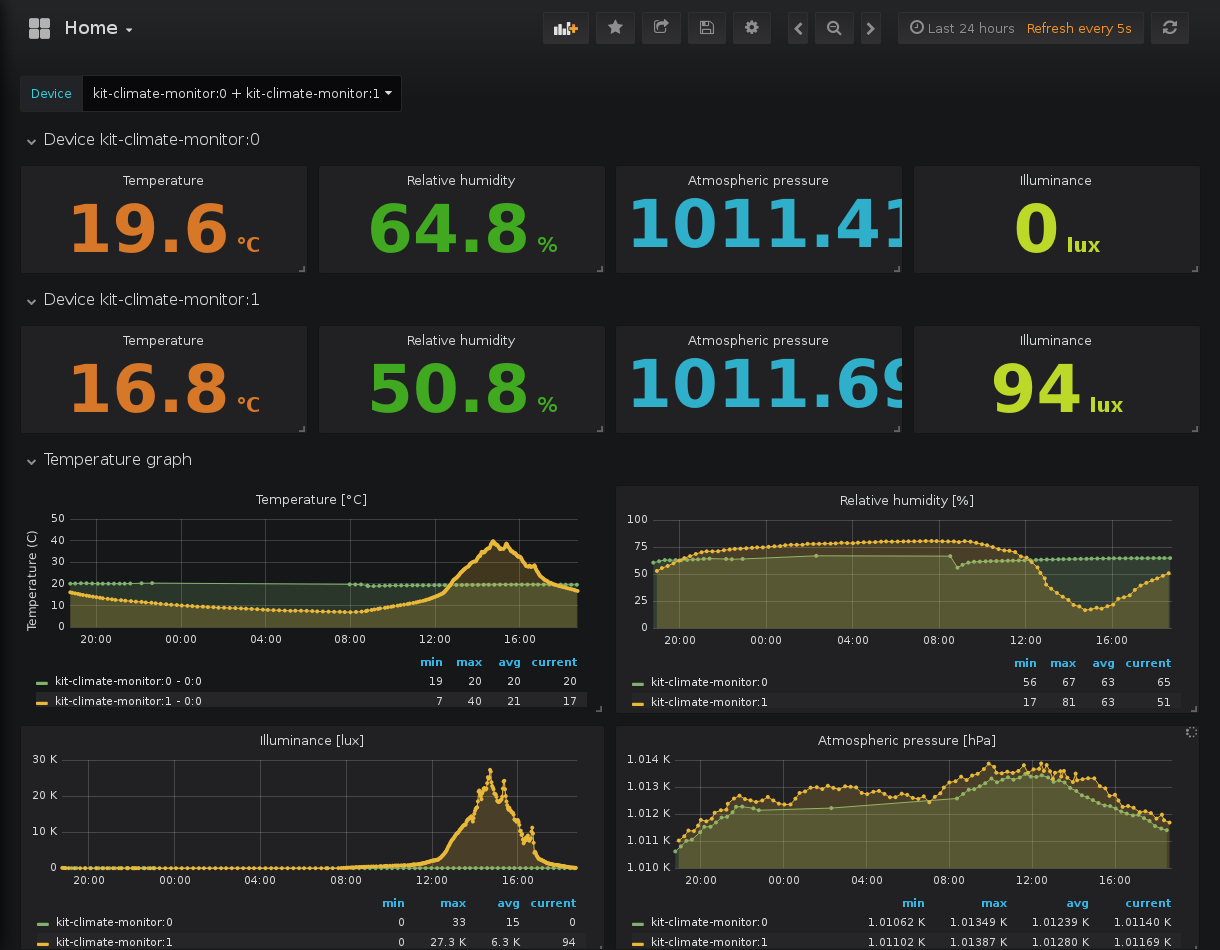 Home
Last 24 hours Refresh every 5s
Device kit-climate-monitor:0 + kit-climate-monitor:1
Device kit-climate-monitor:0
Temperature Relative humidity Atmospheric pressure Illuminance
19.6 °C 64.8 % 1011.41 0 lux
Device kit-climate-monitor:1
Temperature Relative humidity Atmospheric pressure Illuminance
16.8 °C 50.8 % 1011.69 94 lux
Temperature graph
Temperature [°C]
Temperature (C)
50
40
30
20
10
0
20:00 00:00 04:00 08:00 12:00 16:00
min max avg current
kit-climate-monitor:0 - 0:0 19 20 20 20
kit-climate-monitor:1 - 0:0 7 40 21 17
Relative humidity [%]
100
75
50
25
0
20:00 00:00 04:00 08:00 12:00 16:00
min max avg current
kit-climate-monitor:0 56 67 63 65
kit-climate-monitor:1 17 81 63 51
Illuminance [lux]
30 K
20 K
10 K
0
20:00 00:00 04:00 08:00 12:00 16:00
min max avg current
kit-climate-monitor:0 0 33 15 0
kit-climate-monitor:1 0 27.3 K 6.3 K 94
Atmospheric pressure [hPa]
1.014 K
1.013 K
1.012 K
1.011 K
1.010 K
20:00 00:00 04:00 08:00 12:00 16:00
min max avg current
kit-climate-monitor:0 1.01062 K 1.01349 K 1.01239 K 1.01140 K
kit-climate-monitor:1 1.01102 K 1.01387 K 1.01280 K 1.01169 K